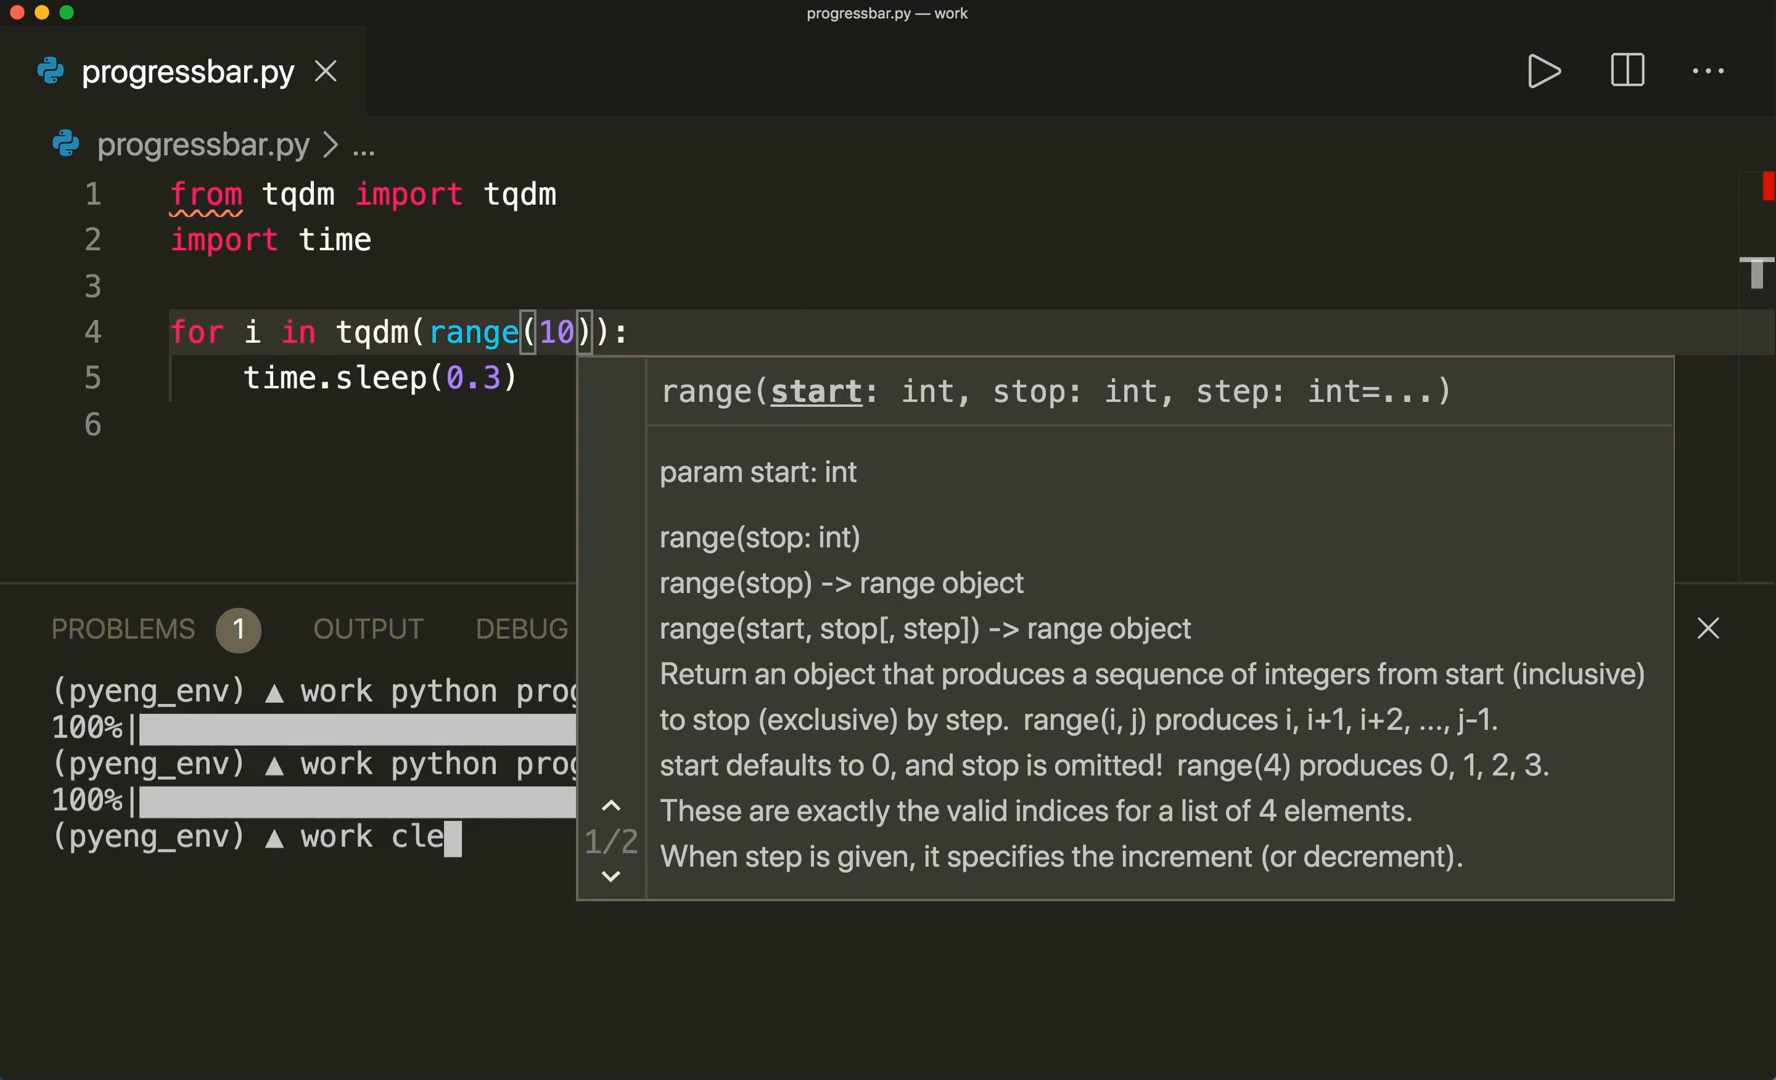 progressbar.py — work
progressbar.py
progressbar.py > ...
1 from tqdm import tqdm
2 import time
3
4 for i in tqdm(range(10)):
5 time.sleep(0.3)
6
range(start: int, stop: int, step: int=...)
param start: int
range(stop: int)
range(stop) -> range object
range(start, stop[, step]) -> range object
Return an object that produces a sequence of integers from start (inclusive)
to stop (exclusive) by step. range(i, j) produces i, i+1, i+2, ..., j-1.
start defaults to 0, and stop is omitted! range(4) produces 0, 1, 2, 3.
These are exactly the valid indices for a list of 4 elements.
When step is given, it specifies the increment (or decrement).
1/2
PROBLEMS 1 OUTPUT DEBUG
(pyeng_env) ▲ work python prog
100%|
(pyeng_env) ▲ work python prog
100%|
(pyeng_env) ▲ work cle